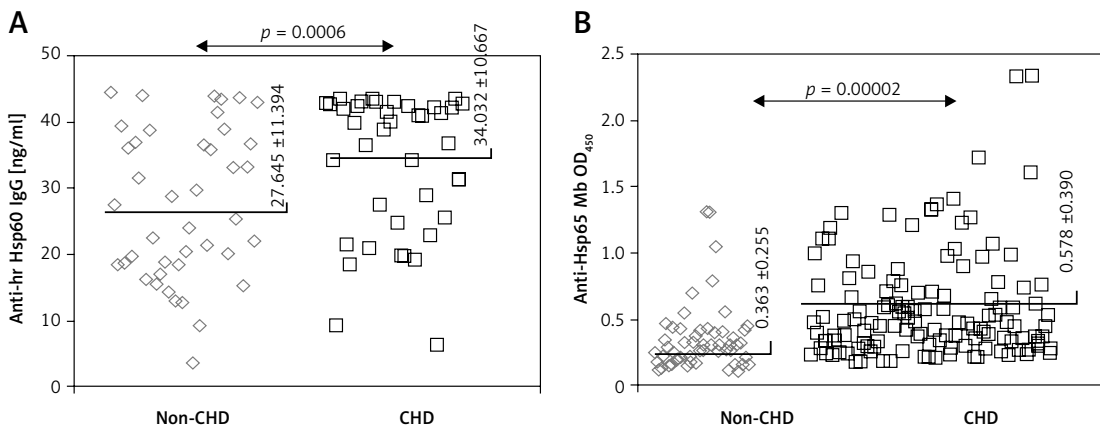 A
Anti-hr Hsp60 IgG [ng/ml]
50
40
30
20
10
0
p = 0.0006
27.645 ±11.394
34.032 ±10.667
Non-CHD
CHD
B
Anti-Hsp65 Mb OD450
2.5
2.0
1.5
1.0
0.5
0
p = 0.00002
0.363 ±0.255
0.578 ±0.390
Non-CHD
CHD